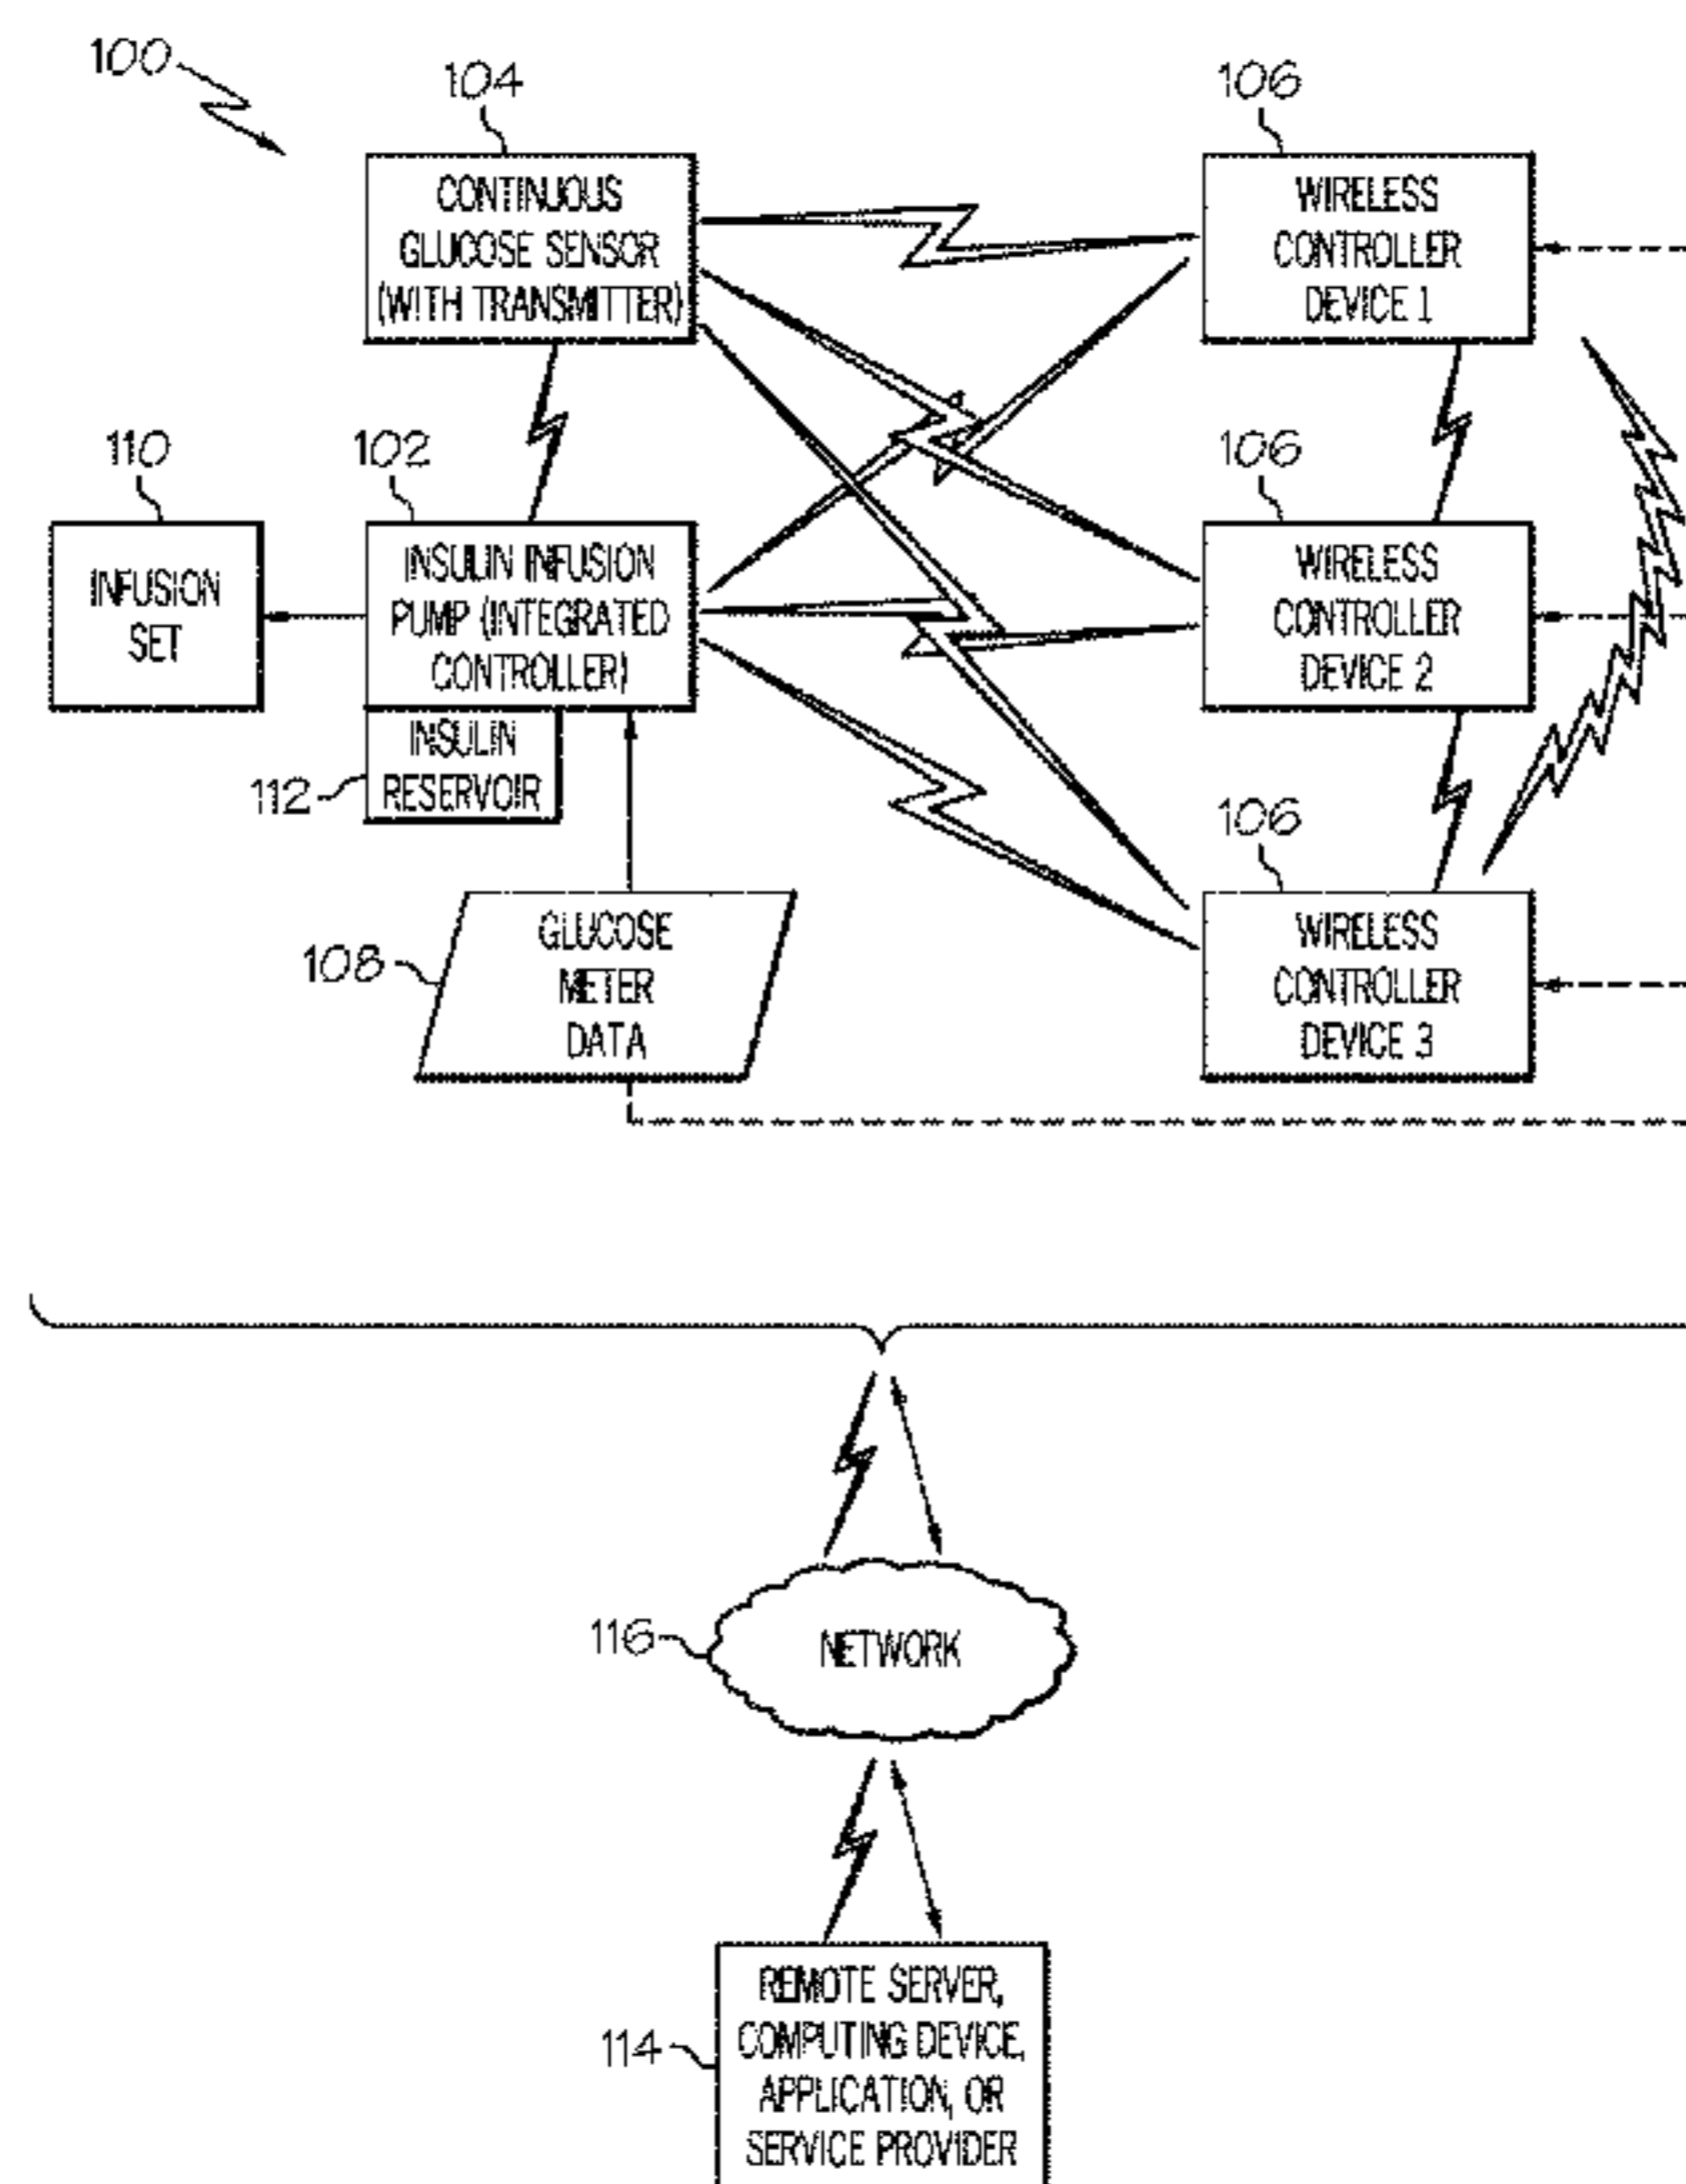 100
104
CONTINUOUS
GLUCOSE SENSOR
(WITH TRANSMITTER)
106
WIRELESS
CONTROLLER
DEVICE 1
110
INFUSION
SET
102
INSULIN INFUSION
PUMP (INTEGRATED
CONTROLLER)
INSULIN
RESERVOIR
112
106
WIRELESS
CONTROLLER
DEVICE 2
108
GLUCOSE
METER
DATA
106
WIRELESS
CONTROLLER
DEVICE 3
116
NETWORK
114
REMOTE SERVER,
COMPUTING DEVICE,
APPLICATION, OR
SERVICE PROVIDER